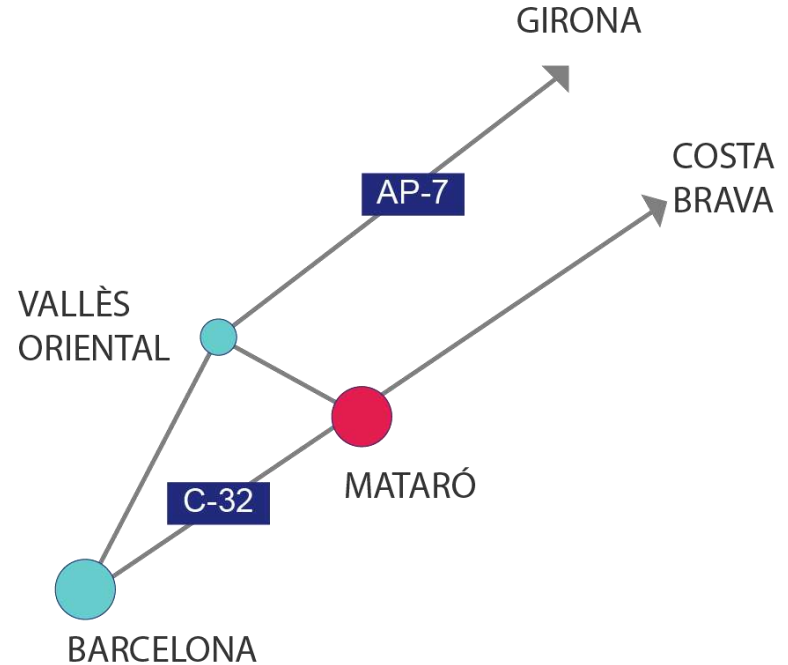 GIRONA
COSTA
BRAVA
AP-7
VALLÈS
ORIENTAL
MATARÓ
C-32
BARCELONA